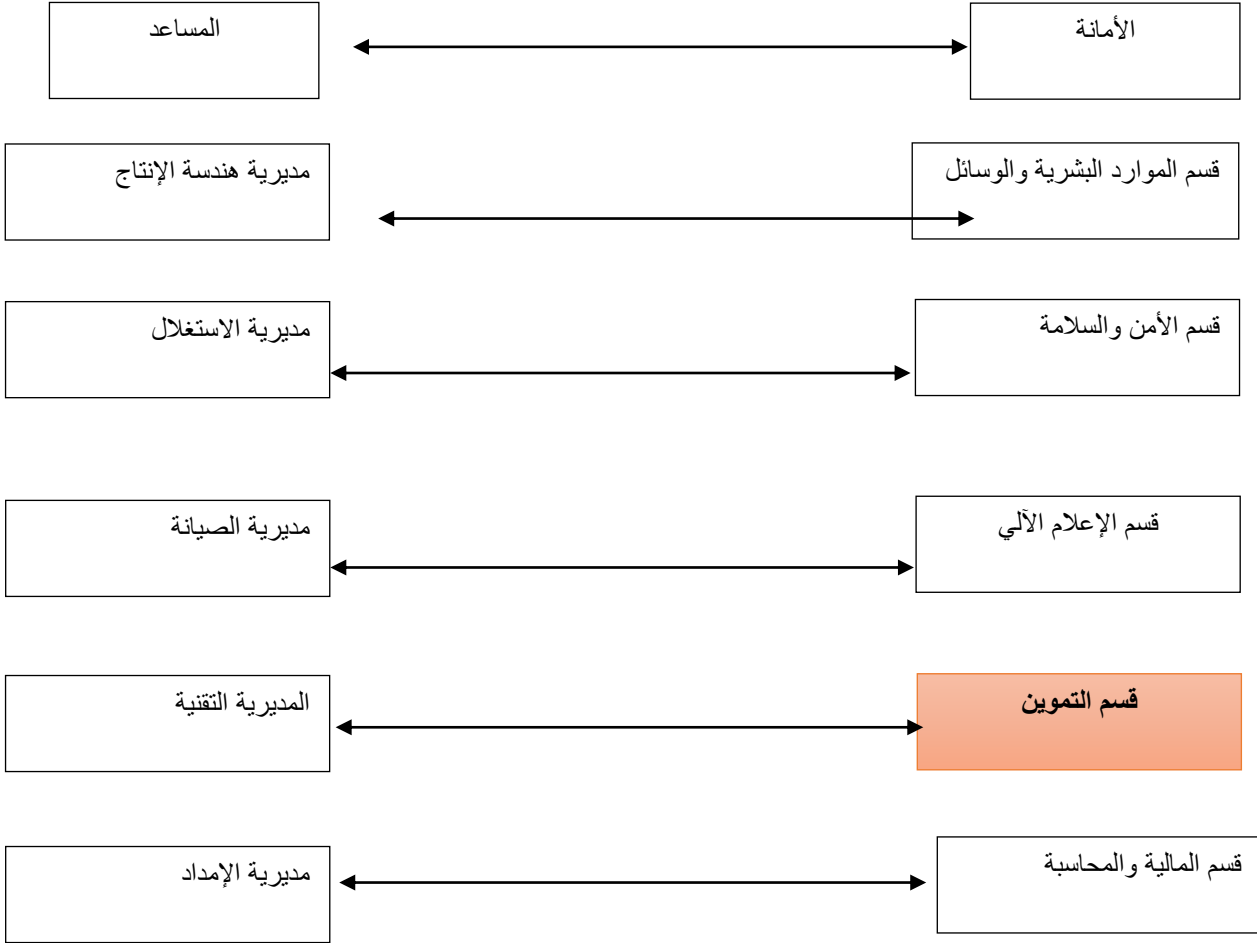 الأمانة
المساعد
قسم الموارد البشرية والوسائل
مديرية هندسة الإنتاج
قسم الأمن والسلامة
مديرية الاستغلال
قسم الإعلام الآلي
مديرية الصيانة
قسم التموين
المديرية التقنية
قسم المالية والمحاسبة
مديرية الإمداد